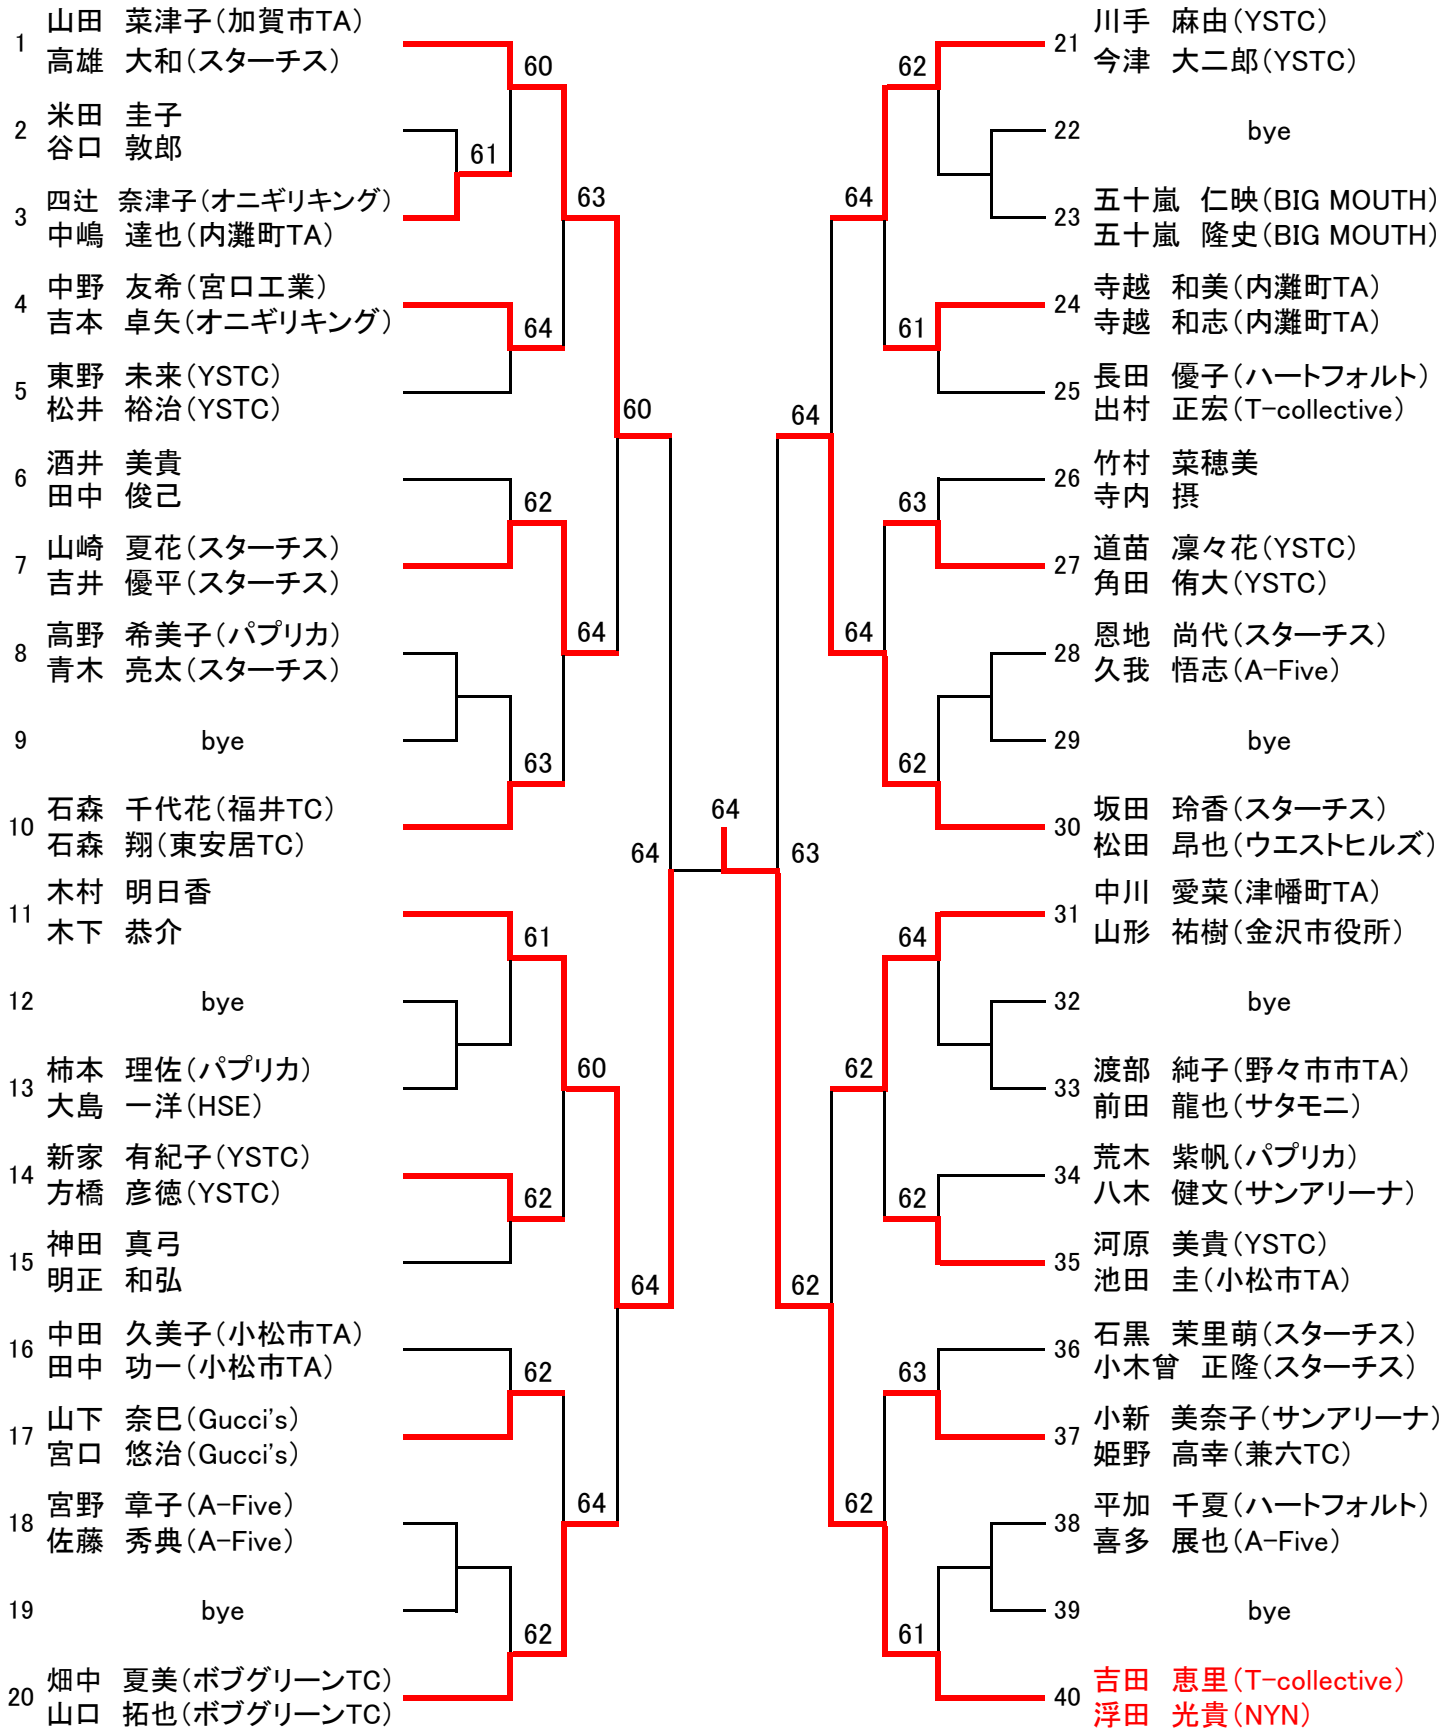 1 山田 菜津子(加賀市TA)
高雄 大和(スターチス)
2 米田 圭子
谷口 敦郎
3 四辻 奈津子(オニギリキング)
中嶋 達也(内灘町TA)
4 中野 友希(宮口工業)
吉本 卓矢(オニギリキング)
5 東野 未来(YSTC)
松井 裕治(YSTC)
6 酒井 美貴
田中 俊己
7 山崎 夏花(スターチス)
吉井 優平(スターチス)
8 高野 希美子(パプリカ)
青木 亮太(スターチス)
9 bye
10 石森 千代花(福井TC)
石森 翔(東安居TC)
11 木村 明日香
木下 恭介
12 bye
13 柿本 理佐(パプリカ)
大島 一洋(HSE)
14 新家 有紀子(YSTC)
方橋 彦徳(YSTC)
15 神田 真弓
明正 和弘
16 中田 久美子(小松市TA)
田中 功一(小松市TA)
17 山下 奈巳(Gucci's)
宮口 悠治(Gucci's)
18 宮野 章子(A-Five)
佐藤 秀典(A-Five)
19 bye
20 畑中 夏美(ボブグリーンTC)
山口 拓也(ボブグリーンTC)
60
61
63
64
60
62
64
63
64
61
60
62
64
62
64
62
64
62
64
61
64
63
64
62
63
64
62
62
62
63
62
61
21 川手 麻由(YSTC)
今津 大二郎(YSTC)
22 bye
23 五十嵐 仁映(BIG MOUTH)
五十嵐 隆史(BIG MOUTH)
24 寺越 和美(内灘町TA)
寺越 和志(内灘町TA)
25 長田 優子(ハートフォルト)
出村 正宏(T-collective)
26 竹村 菜穂美
寺内 摂
27 道苗 凜々花(YSTC)
角田 侑大(YSTC)
28 恩地 尚代(スターチス)
久我 悟志(A-Five)
29 bye
30 坂田 玲香(スターチス)
松田 昂也(ウエストヒルズ)
31 中川 愛菜(津幡町TA)
山形 祐樹(金沢市役所)
32 bye
33 渡部 純子(野々市市TA)
前田 龍也(サタモニ)
34 荒木 紫帆(パプリカ)
八木 健文(サンアリーナ)
35 河原 美貴(YSTC)
池田 圭(小松市TA)
36 石黒 茉里萌(スターチス)
小木曾 正隆(スターチス)
37 小新 美奈子(サンアリーナ)
姫野 高幸(兼六TC)
38 平加 千夏(ハートフォルト)
喜多 展也(A-Five)
39 bye
40 吉田 恵里(T-collective)
浮田 光貴(NYN)